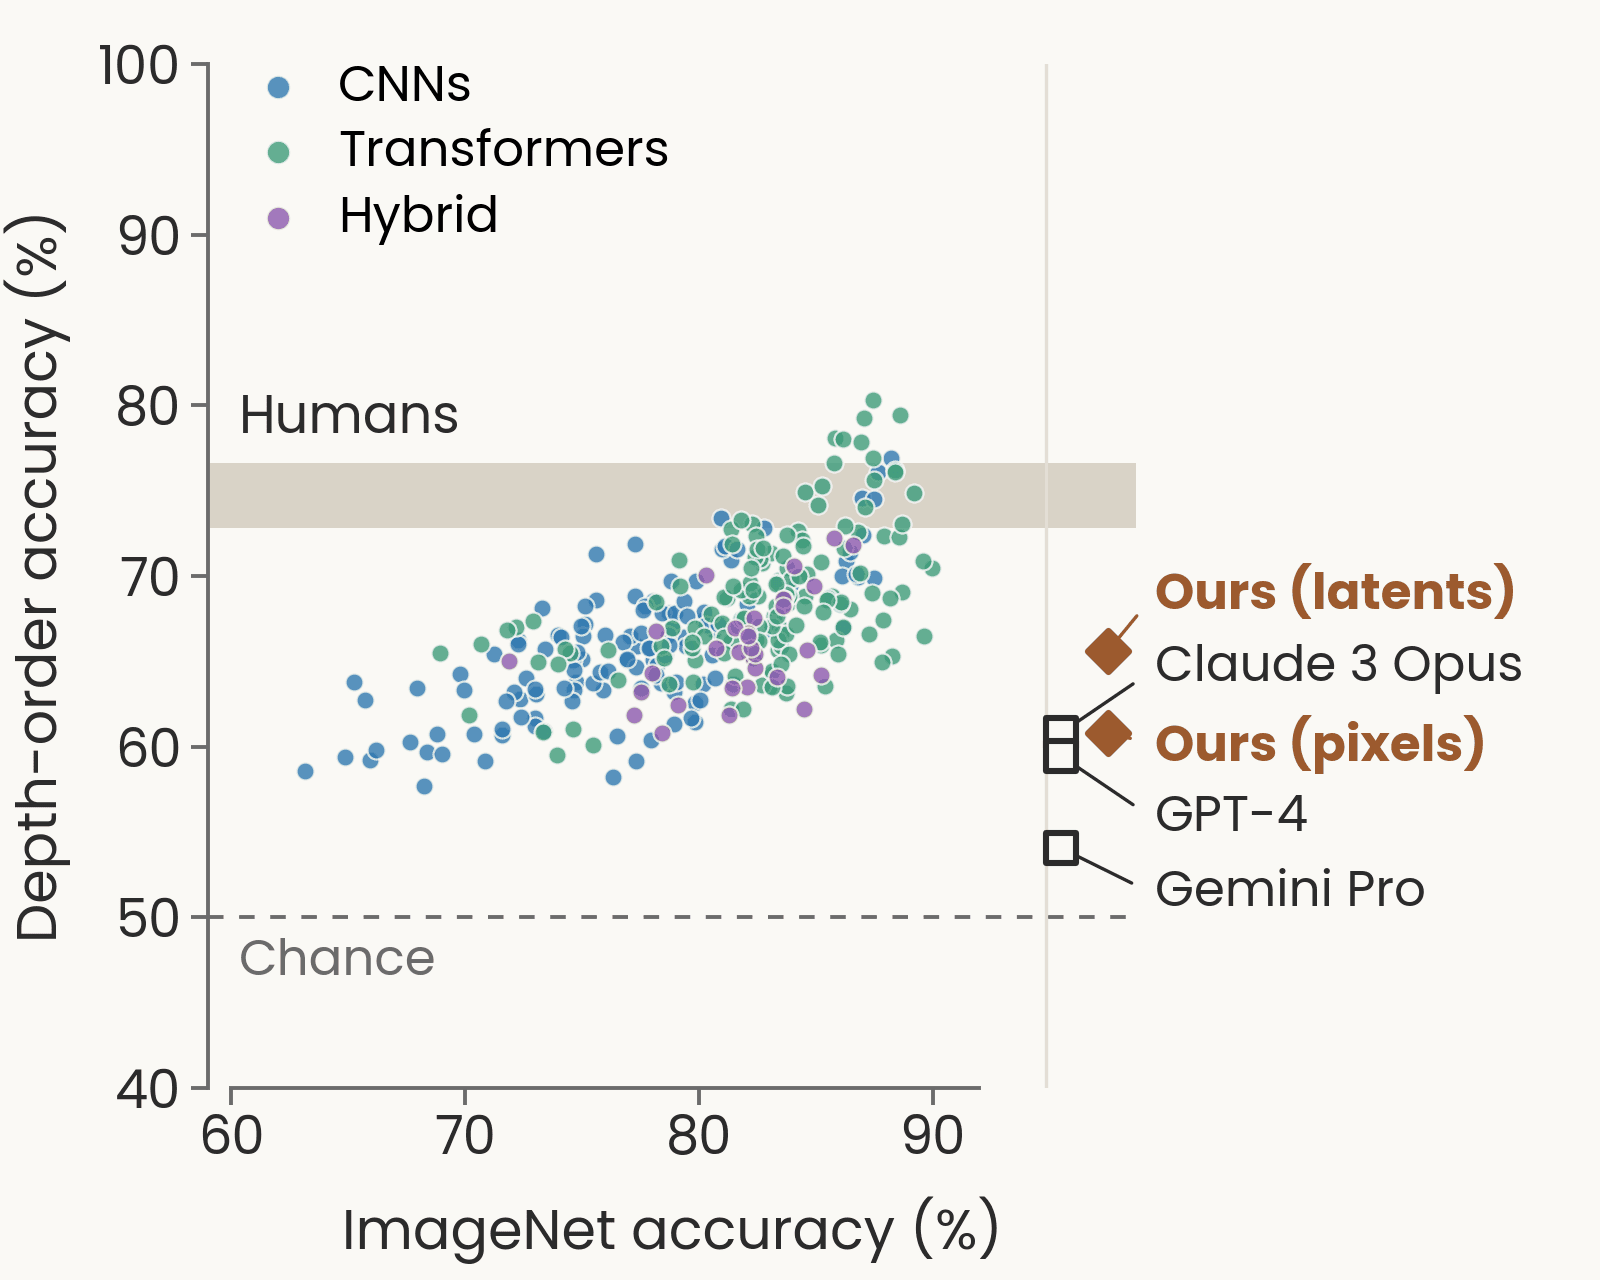 100
90
80
70
60
50
40
Depth-order accuracy (%)
CNNs
Transformers
Hybrid
Humans
Chance
Ours (latents)
Claude 3 Opus
Ours (pixels)
GPT-4
Gemini Pro
60 70 80 90
ImageNet accuracy (%)